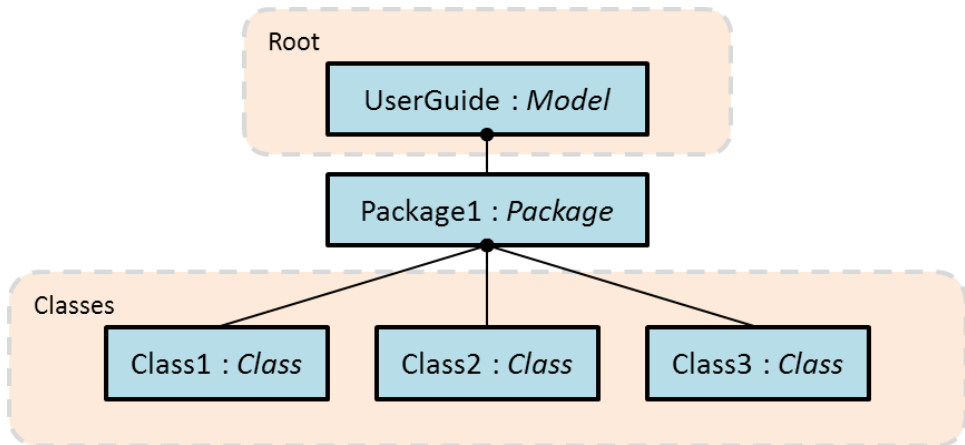 Root
UserGuide : Model
Package1 : Package
Classes
Class1 : Class
Class2 : Class
Class3 : Class